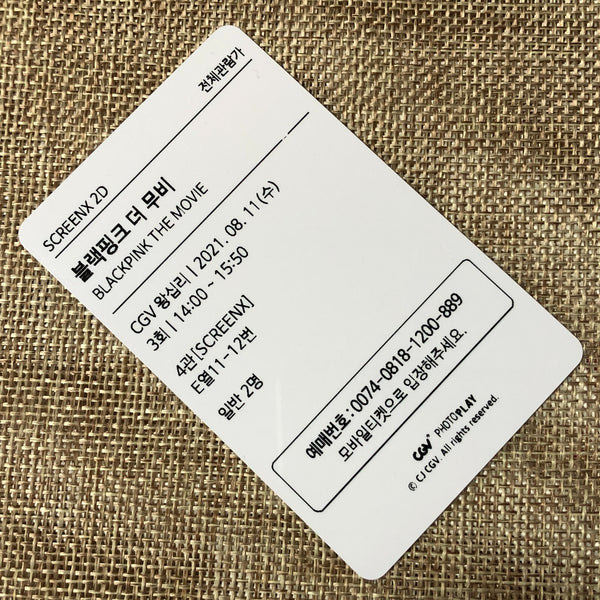 전체관람가
SCREENX 2D
블랙핑크 더 무비
BLACKPINK THE MOVIE
CGV 왕십리 | 2021. 08. 11 (수)
3회 | 14:00 ~ 15:50
4관[SCREENX]
E열11-12번
일반 2명
예매번호: 0074-0818-1200-889
모바일티켓으로 입장해주세요.
CGV PHOTOPLAY
© CJ CGV. All rights reserved.